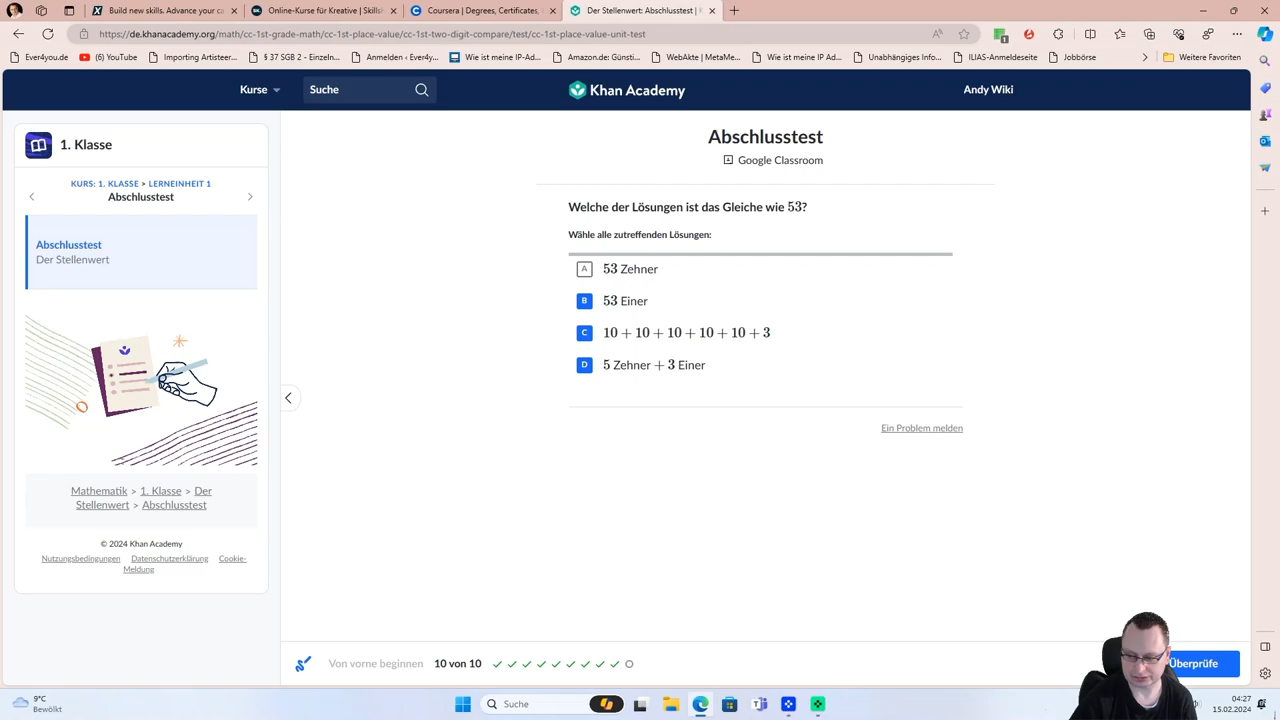 Build new skills. Advance your ca
Online-Kurse für Kreative | Skills
Coursera | Degrees, Certificates,
Der Stellenwert: Abschlusstest | K
https://de.khanacademy.org/math/cc-1st-grade-math/cc-1st-place-value/cc-1st-two-digit-compare/test/cc-1st-place-value-unit-test
Ever4you.de
(6) YouTube
Importing Artisteer...
§ 37 SGB 2 - Einzeln...
Anmelden ‹ Ever4y...
Wie ist meine IP-Ad...
Amazon.de: Günsti...
WebAkte | MetaMe...
Wie ist meine IP Ad...
Unabhängiges Info...
ILIAS-Anmeldeseite
Jobbörse
Weitere Favoriten
Kurse
Suche
Khan Academy
Andy Wiki
1. Klasse
KURS: 1. KLASSE > LERNEINHEIT 1
Abschlusstest
Abschlusstest
Der Stellenwert
Mathematik > 1. Klasse > Der
Stellenwert > Abschlusstest
© 2024 Khan Academy
Nutzungsbedingungen Datenschutzerklärung Cookie-
Meldung
Abschlusstest
Google Classroom
Welche der Lösungen ist das Gleiche wie 53?
Wähle alle zutreffenden Lösungen:
A 53 Zehner
B 53 Einer
C 10 + 10 + 10 + 10 + 10 + 3
D 5 Zehner + 3 Einer
Ein Problem melden
Von vorne beginnen 10 von 10
Überprüfe
9°C
Bewölkt
Suche
04:27
15.02.2024